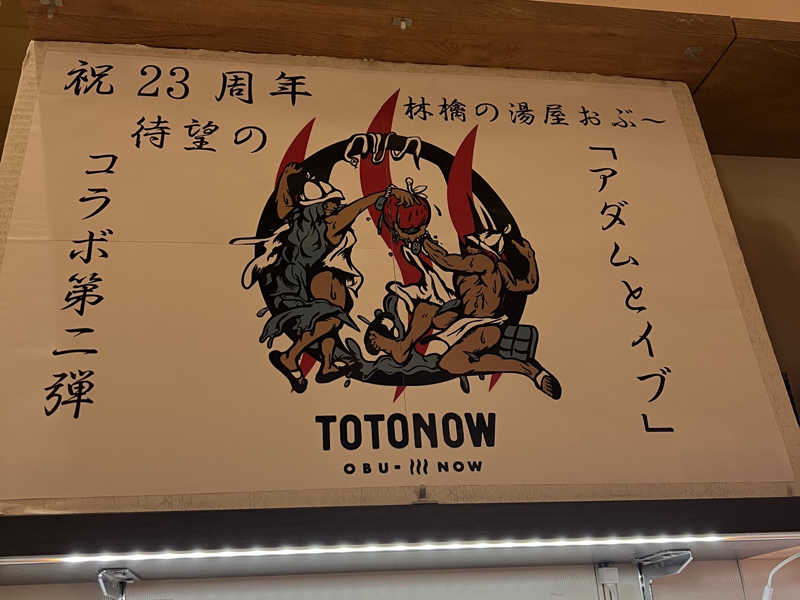 祝 23 周年
待望の
コラボ第二弾
林檎の湯屋おぶ～
「アダムとイブ」
TOTONOW
OBU- NOW